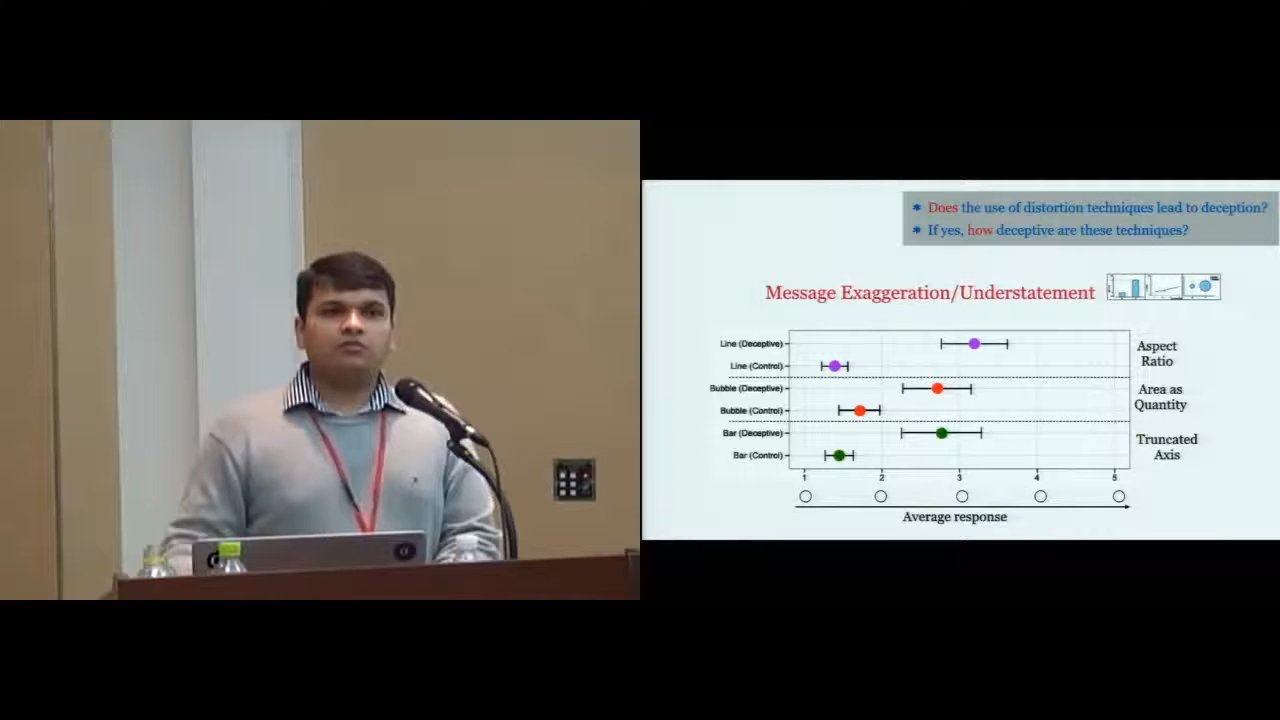 * Does the use of distortion techniques lead to deception?
* If yes, how deceptive are these techniques?
Message Exaggeration/Understatement
Line (Deceptive)
Line (Control)
Bubble (Deceptive)
Bubble (Control)
Bar (Deceptive)
Bar (Control)
Aspect
Ratio
Area as
Quantity
Truncated
Axis
1 2 3 4 5
Average response